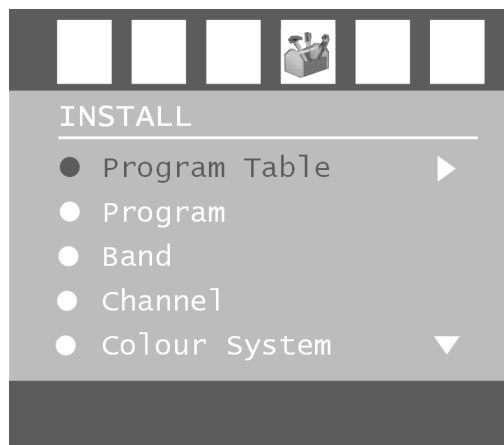 INSTALL
Program Table
Program
Band
Channel
Colour System